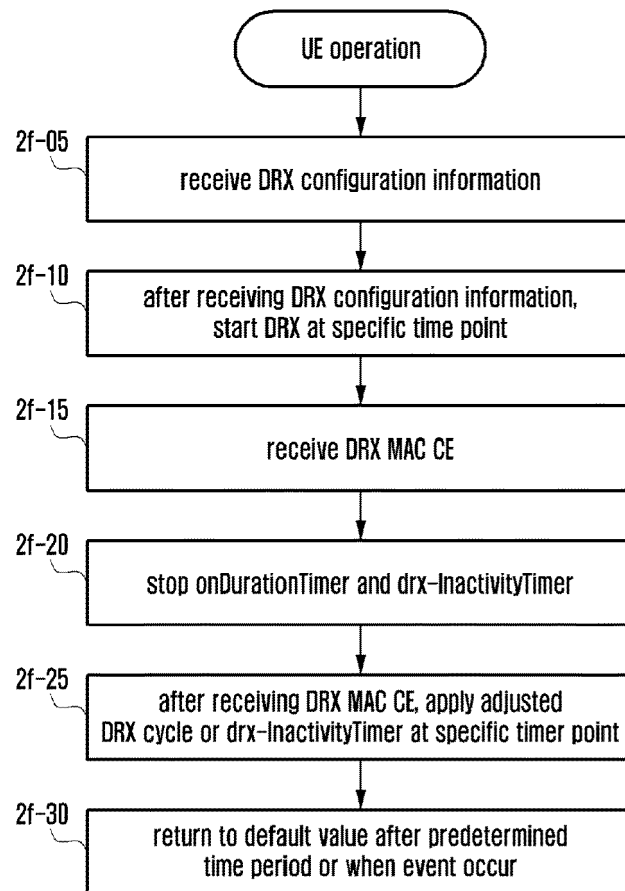 UE operation
2f-05
receive DRX configuration information
2f-10
after receiving DRX configuration information,
start DRX at specific time point
2f-15
receive DRX MAC CE
2f-20
stop onDurationTimer and drx-InactivityTimer
2f-25
after receiving DRX MAC CE, apply adjusted
DRX cycle or drx-InactivityTimer at specific timer point
2f-30
return to default value after predetermined
time period or when event occur